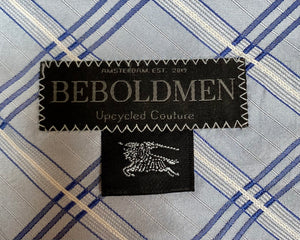 AMSTERDAM EST. 2019
BEBOLDMEN
Upcycled Couture